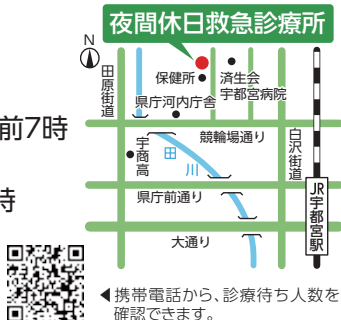 夜間休日救急診療所
N
田原街道
保健所
済生会
宇都宮病院
県庁河内庁舎
前7時
競輪場通り
宇商高
田川
白沢街道
時
県庁前通り
JR宇都宮駅
大通り
◀携帯電話から、診療待ち人数を
確認できます。